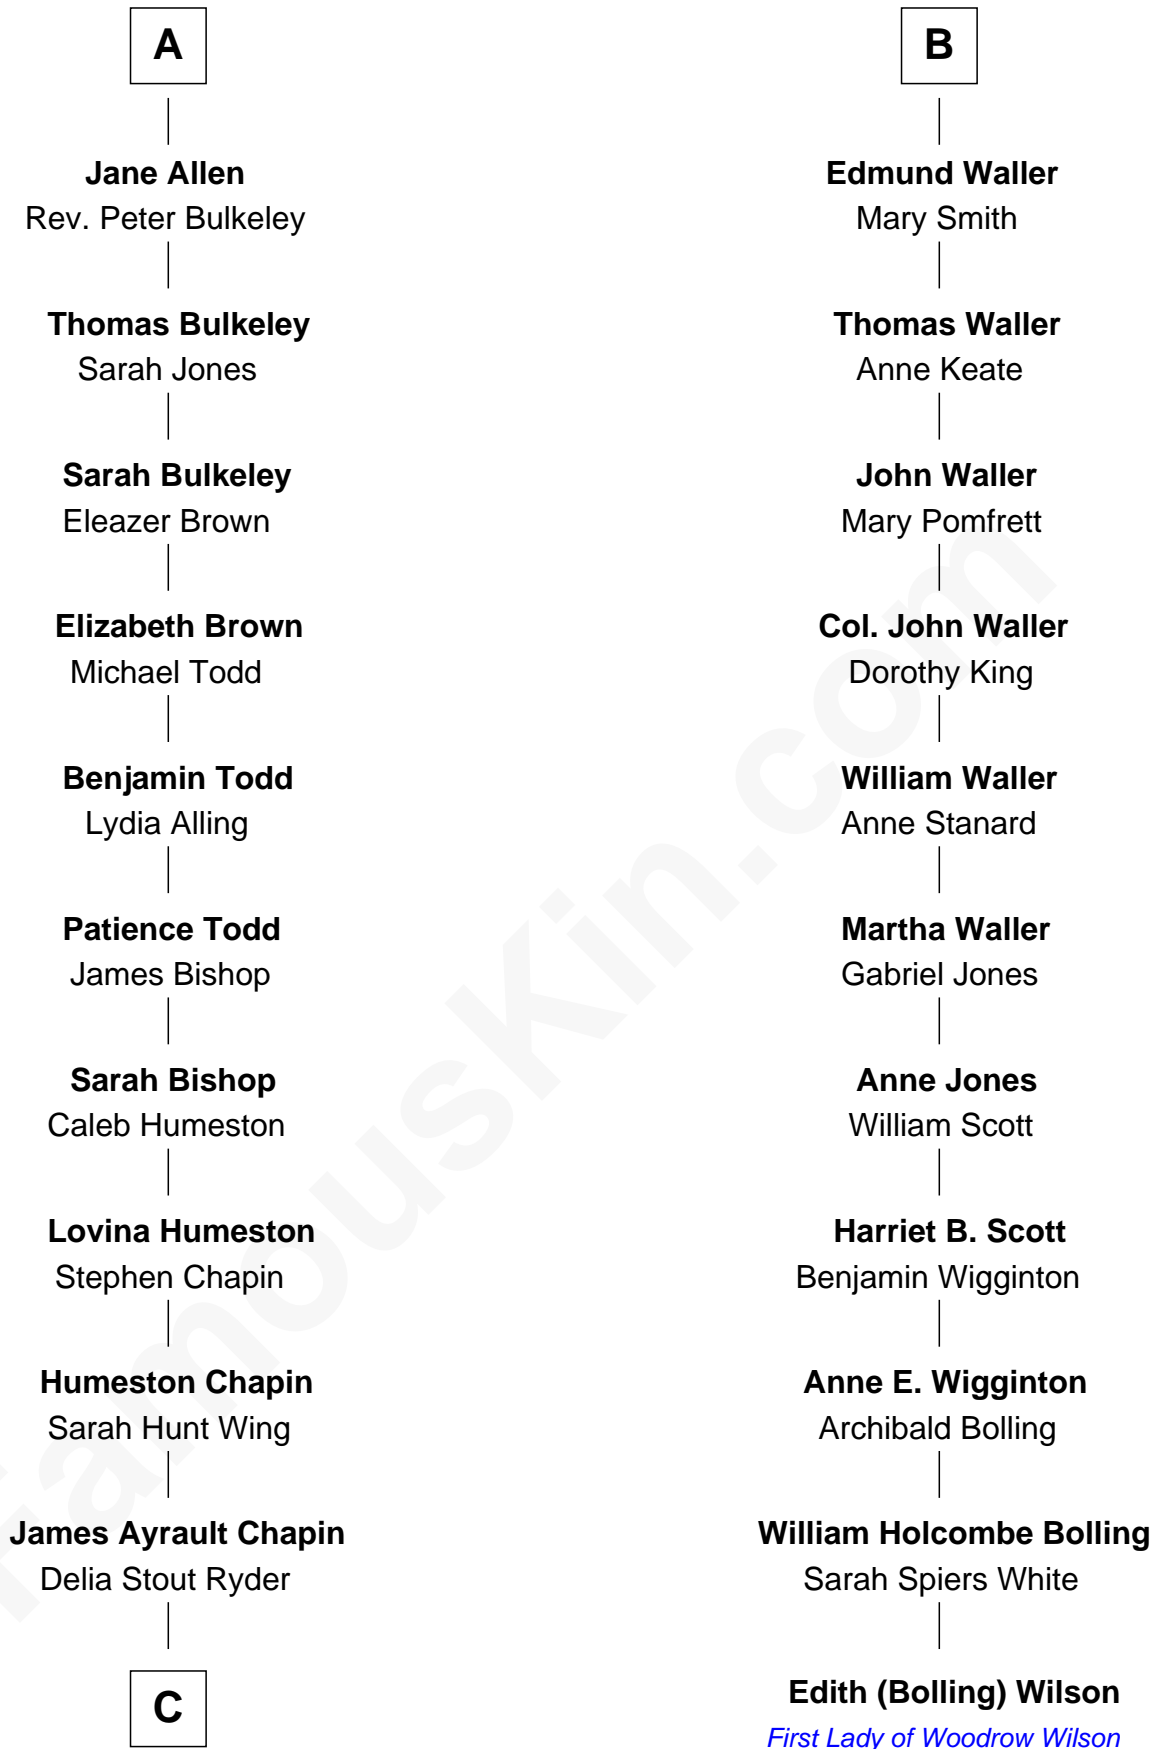 A
Jane Allen
Rev. Peter Bulkeley
Thomas Bulkeley
Sarah Jones
Sarah Bulkeley
Eleazer Brown
Elizabeth Brown
Michael Todd
Benjamin Todd
Lydia Alling
Patience Todd
James Bishop
Sarah Bishop
Caleb Humeston
Lovina Humeston
Stephen Chapin
Humeston Chapin
Sarah Hunt Wing
James Ayrault Chapin
Delia Stout Ryder
C
B
Edmund Waller
Mary Smith
Thomas Waller
Anne Keate
John Waller
Mary Pomfrett
Col. John Waller
Dorothy King
William Waller
Anne Stanard
Martha Waller
Gabriel Jones
Anne Jones
William Scott
Harriet B. Scott
Benjamin Wigginton
Anne E. Wigginton
Archibald Bolling
William Holcombe Bolling
Sarah Spiers White
Edith (Bolling) Wilson
First Lady of Woodrow Wilson
FamousKin.com